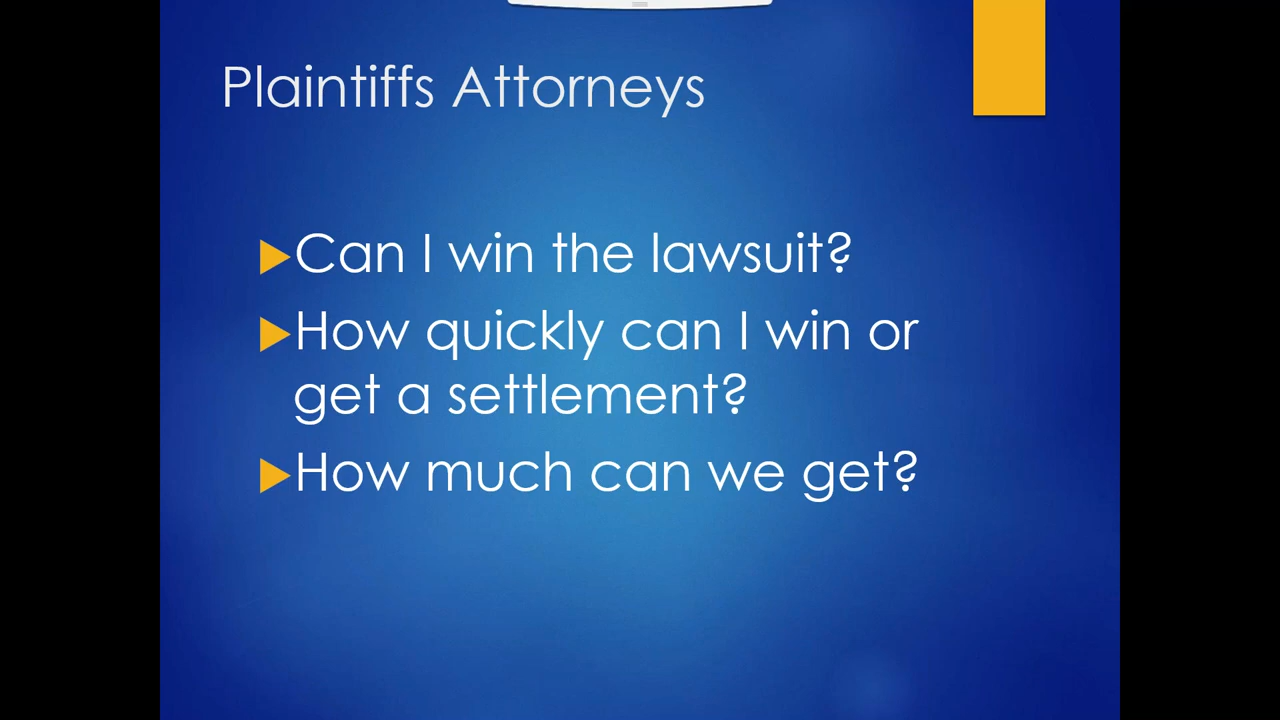 Plaintiffs Attorneys
Can I win the lawsuit?
How quickly can I win or
get a settlement?
How much can we get?